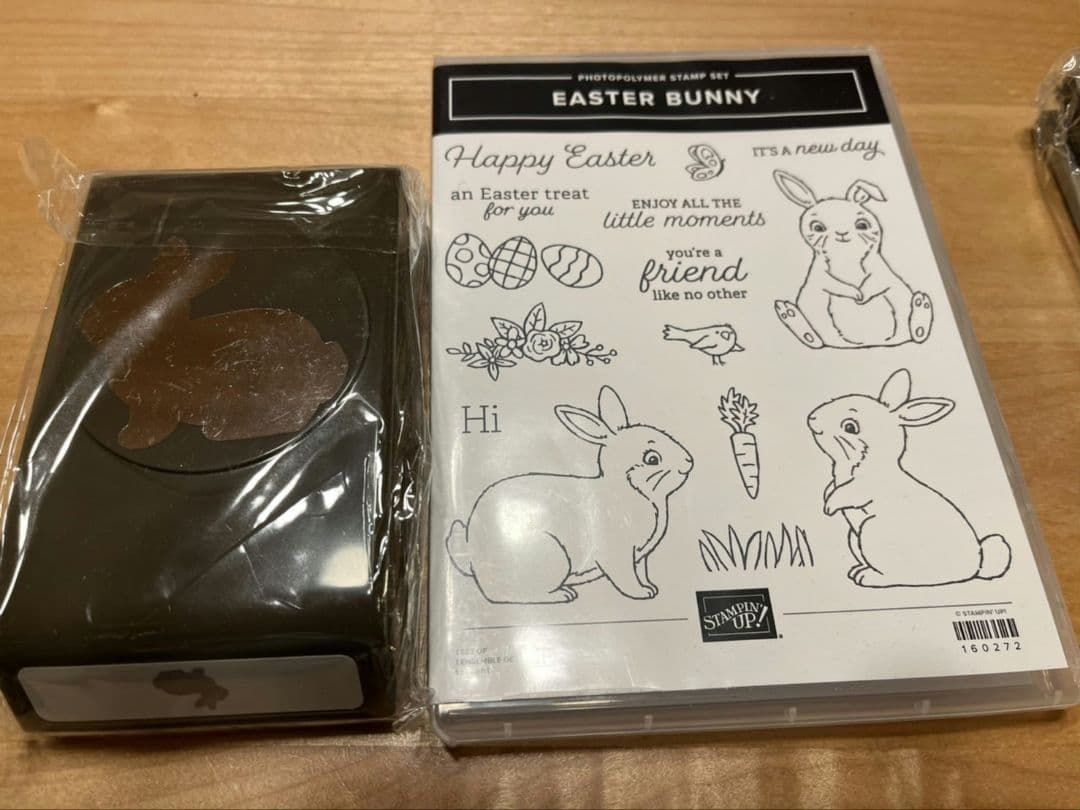 PHOTOPOLYMER STAMP SET
EASTER BUNNY
Happy Easter
IT'S A new day
an Easter treat
for you
ENJOY ALL THE
little moments
you're a
friend
like no other
Hi
STAMPIN'
UP!
© STAMPIN' UP!
160272